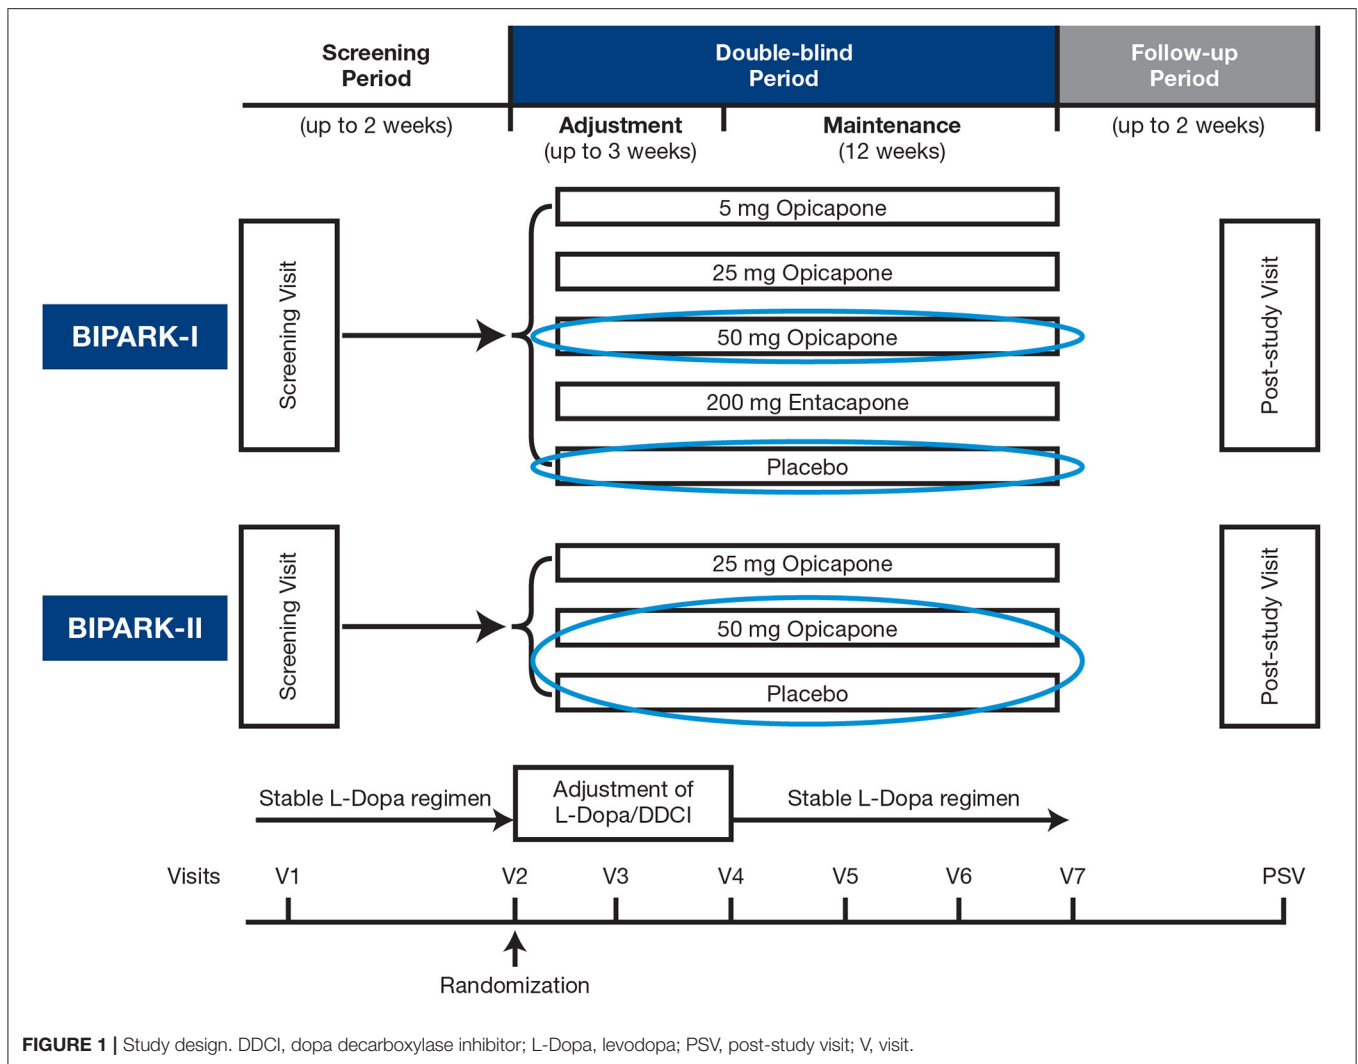 Screening
Period
Double-blind
Period
Follow-up
Period
(up to 2 weeks)
Adjustment
(up to 3 weeks)
Maintenance
(12 weeks)
(up to 2 weeks)
BIPARK-I
Screening Visit
5 mg Opicapone
25 mg Opicapone
50 mg Opicapone
200 mg Entacapone
Placebo
Post-study Visit
BIPARK-II
Screening Visit
25 mg Opicapone
50 mg Opicapone
Placebo
Post-study Visit
Stable L-Dopa regimen
Adjustment of
L-Dopa/DDCI
Stable L-Dopa regimen
Visits V1 V2 V3 V4 V5 V6 V7 PSV
Randomization
FIGURE 1 | Study design. DDCI, dopa decarboxylase inhibitor; L-Dopa, levodopa; PSV, post-study visit; V, visit.